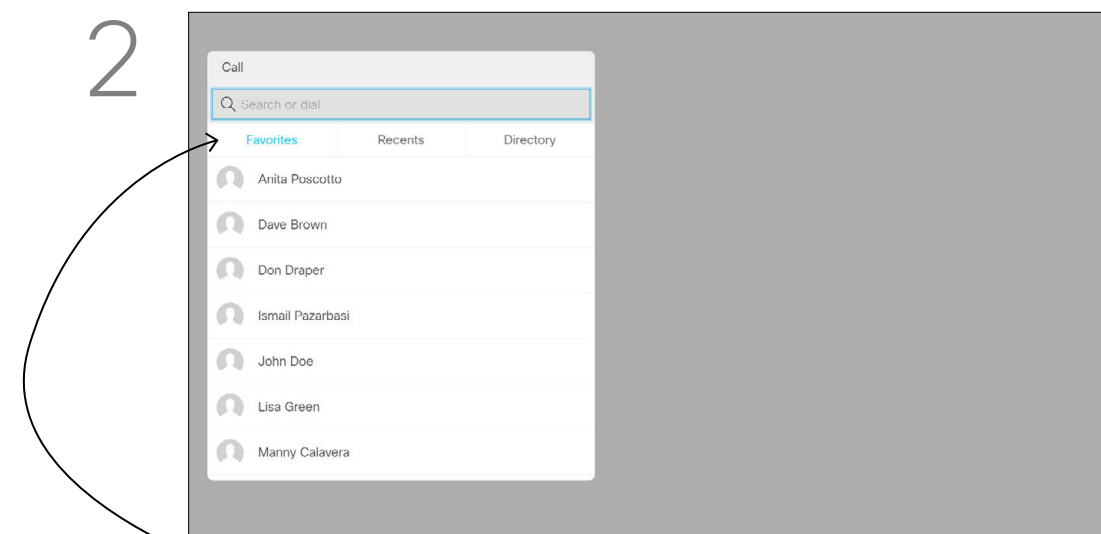 2
Call
Search or dial
Favorites Recents Directory
Anita Poscotto
Dave Brown
Don Draper
Ismail Pazarbasi
John Doe
Lisa Green
Manny Calavera